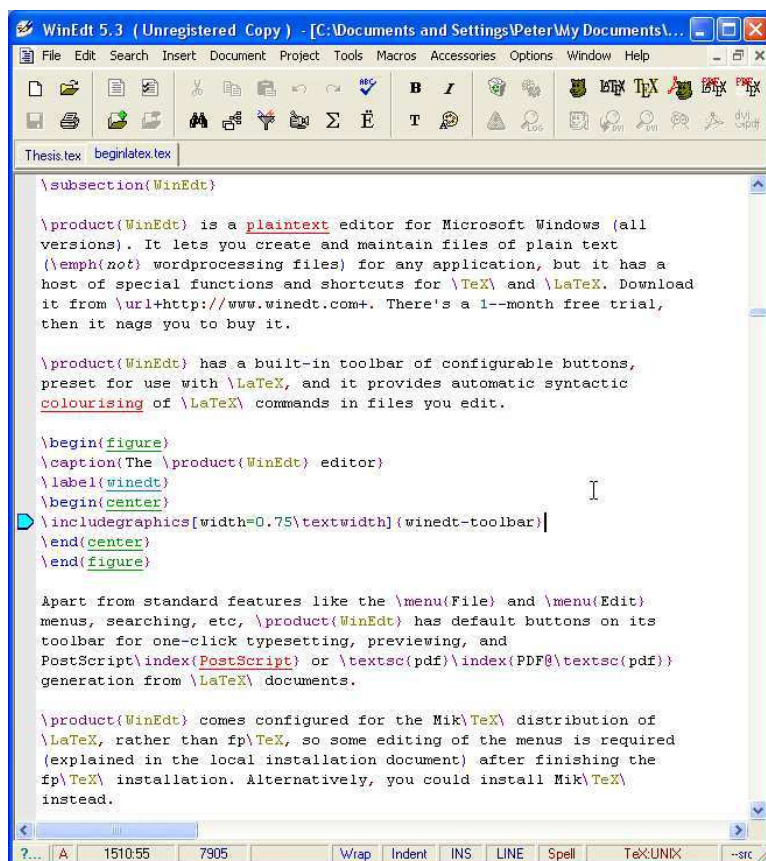 WinEdt 5.3 ( Unregistered Copy ) - [C:\Documents and Settings\Peter\My Documents\...
File Edit Search Insert Document Project Tools Macros Accessories Options Window Help
Thesis.tex beginlatex.tex
\subsection{WinEdt}
\product{WinEdt} is a plaintext editor for Microsoft Windows (all
versions). It lets you create and maintain files of plain text
(\emph{not} wordprocessing files) for any application, but it has a
host of special functions and shortcuts for \TeX\ and \LaTeX. Download
it from \url+http://www.winedt.com+. There's a 1--month free trial,
then it nags you to buy it.
\product{WinEdt} has a built-in toolbar of configurable buttons,
preset for use with \LaTeX, and it provides automatic syntactic
colourising of \LaTeX\ commands in files you edit.
\begin{figure}
\caption{The \product{WinEdt} editor}
\label{winedt}
\begin{center}
\includegraphics[width=0.75\textwidth]{winedt-toolbar}
\end{center}
\end{figure}
Apart from standard features like the \menu{File} and \menu{Edit}
menus, searching, etc, \product{WinEdt} has default buttons on its
toolbar for one-click typesetting, previewing, and
PostScript\index{PostScript} or \textsc{pdf}\index{PDF@\textsc{pdf}}
generation from \LaTeX\ documents.
\product{WinEdt} comes configured for the Mik\TeX\ distribution of
\LaTeX, rather than fp\TeX, so some editing of the menus is required
(explained in the local installation document) after finishing the
fp\TeX\ installation. Alternatively, you could install Mik\TeX\
instead.
?... A 1510:55 7905 Wrap Indent INS LINE Spell TeX:UNIX --src